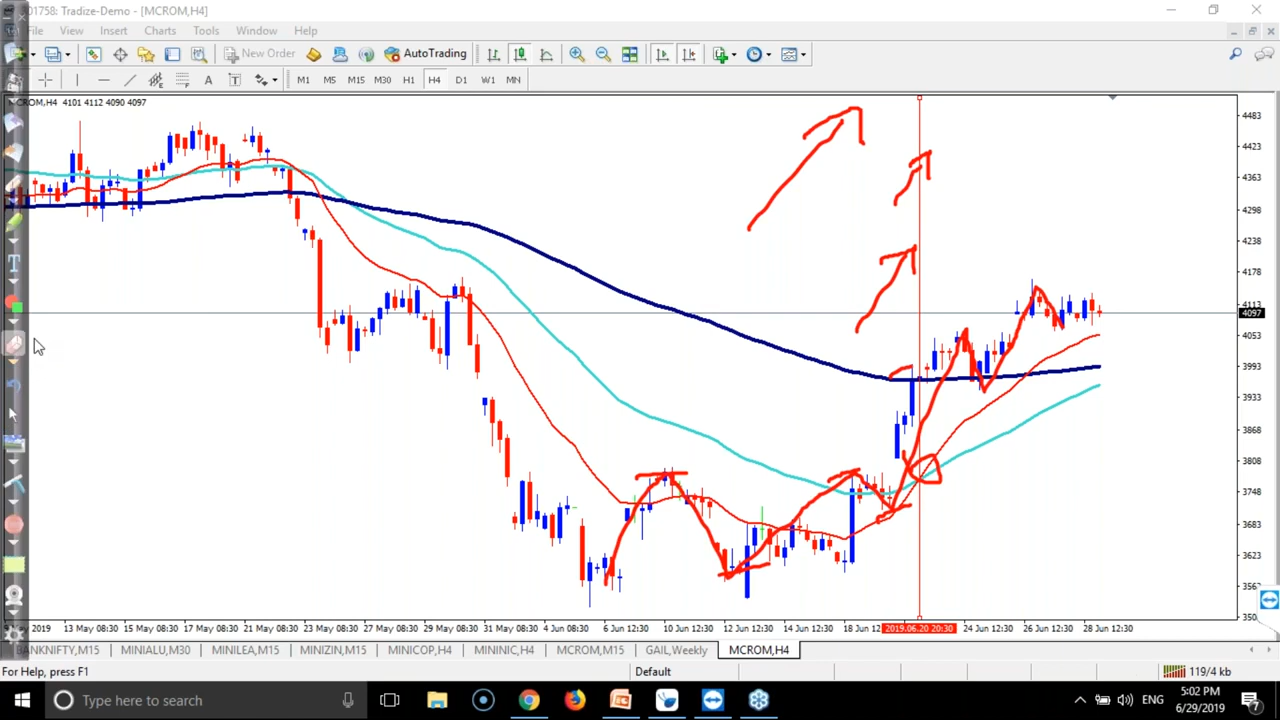 01758: Tradize-Demo - [MCROM,H4]
File View Insert Charts Tools Window Help
New Order AutoTrading
A T M1 M5 M15 M30 H1 H4 D1 W1 MN
CROM,H4 4101 4112 4090 4097
4483
4423
4363
4298
4238
4178
4113
4097
4053
3993
3933
3868
3808
3748
3683
3623
356
350
T
2019 13 May 08:30 15 May 08:30 17 May 08:30 21 May 08:30 23 May 08:30 27 May 08:30 29 May 08:30 31 May 08:30 4 Jun 08:30 6 Jun 12:30 10 Jun 12:30 12 Jun 12:30 14 Jun 12:30 18 Jun 12 2019.06.20 20:30 24 Jun 12:30 26 Jun 12:30 28 Jun 12:30
BANKNIFTY,M15 MINIALU,M30 MINILEA,M15 MINIZIN,M15 MINICOP,H4 MININIC,H4 MCROM,M15 GAIL,Weekly MCROM,H4
For Help, press F1 Default 119/4 kb
Type here to search ENG 5:02 PM
6/29/2019 7